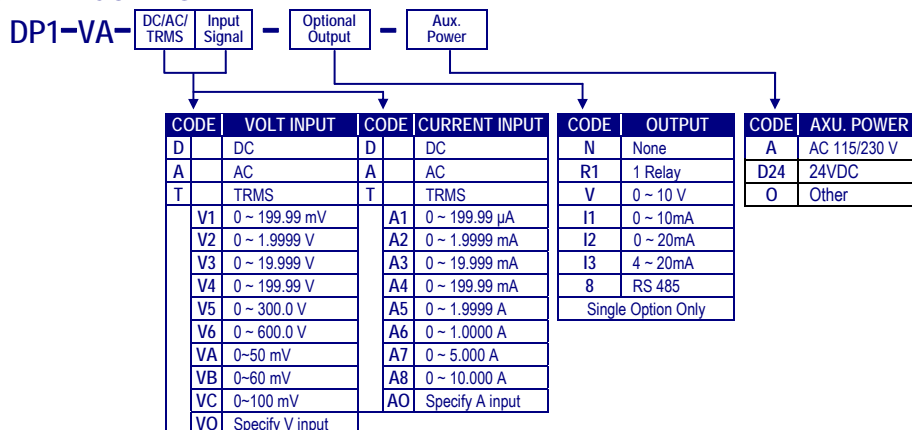 DP1-VA- DC/AC/ TRMS Input Signal - Optional Output - Aux. Power
CODE VOLT INPUT CODE CURRENT INPUT CODE OUTPUT CODE AXU. POWER
D DC D DC N None A AC 115/230 V
A AC A AC R1 1 Relay D24 24VDC
T TRMS T TRMS V 0 ~ 10 V O Other
V1 0 ~ 199.99 mV A1 0 ~ 199.99 µA I1 0 ~ 10mA
V2 0 ~ 1.9999 V A2 0 ~ 1.9999 mA I2 0 ~ 20mA
V3 0 ~ 19.999 V A3 0 ~ 19.999 mA I3 4 ~ 20mA
V4 0 ~ 199.99 V A4 0 ~ 199.99 mA 8 RS 485
V5 0 ~ 300.0 V A5 0 ~ 1.9999 A Single Option Only
V6 0 ~ 600.0 V A6 0 ~ 1.0000 A
VA 0~50 mV A7 0 ~ 5.000 A
VB 0~60 mV A8 0 ~ 10.000 A
VC 0~100 mV AO Specify A input
VO Specify V input